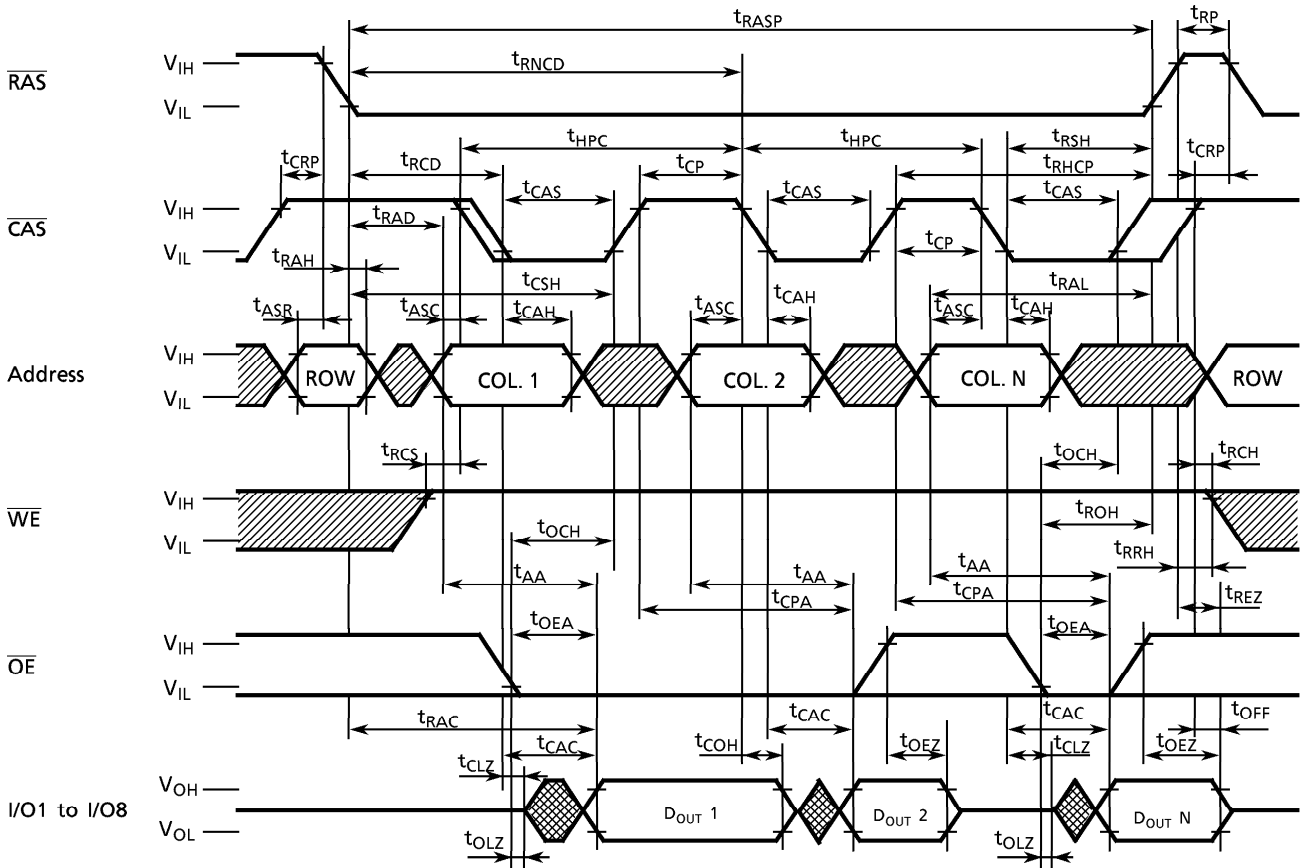 tRASP tRP
VIH tRNCD
RAS
VIL
tHPC tHPC tRSH
tCRP tRCD tCP tRHCP tCRP
tCAS tCAS tCAS
VIH
CAS tRAD
VIL tCP
tRAH
tCSH tRAL
tASR tASC tCAH tASC tCAH tASC tCAH
VIH
Address ROW COL. 1 COL. 2 COL. N ROW
VIL
tRCS tOCH tRCH
VIH
WE tROH
VIL tOCH
tRRH
tAA tAA tAA
tCPA tCPA tREZ
tOEA tOEA
VIH
OE
VIL
tRAC tCAC tCAC tOFF
tCAC tCOH tOEZ tCLZ tOEZ
tCLZ
VOH
I/O1 to I/O8 DOUT 1 DOUT 2 DOUT N
VOL
tOLZ tOLZ